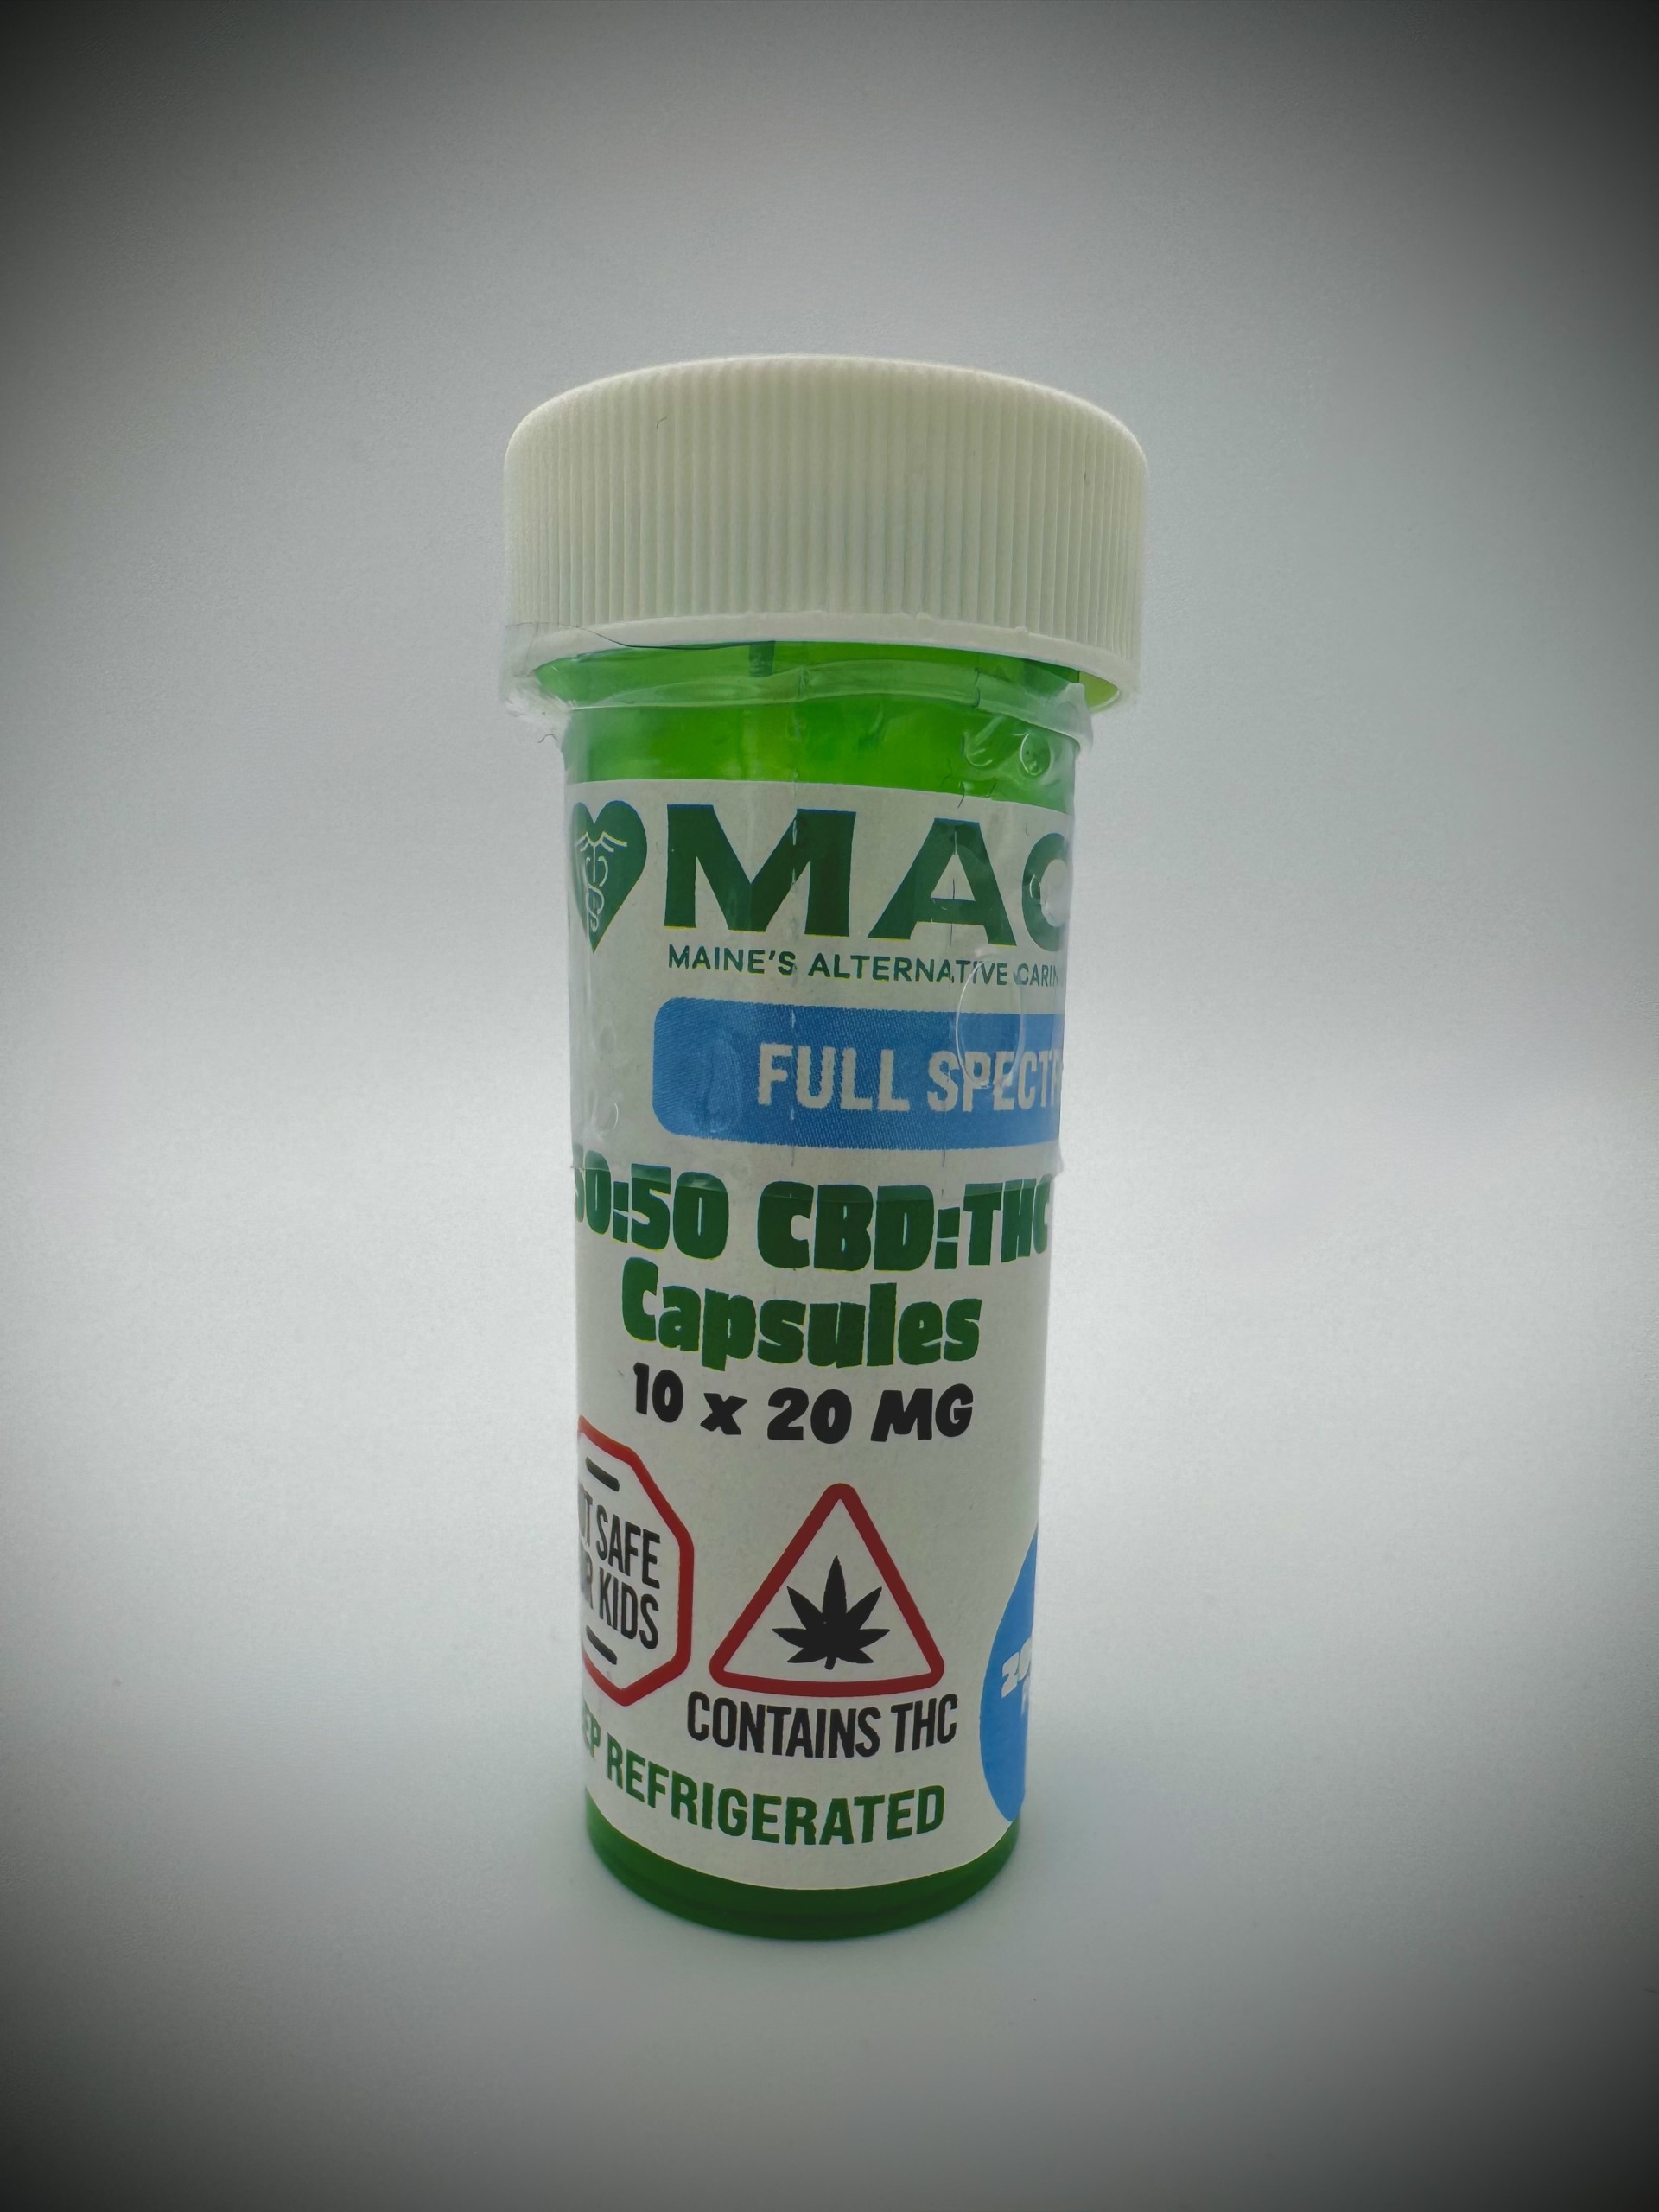 MAC
MAINE'S ALTERNATIVE CARIN
FULL SPECTR
50:50 CBD:THC
Capsules
10 x 20 MG
OT SAFE
R KIDS
CONTAINS THC
EP REFRIGERATED